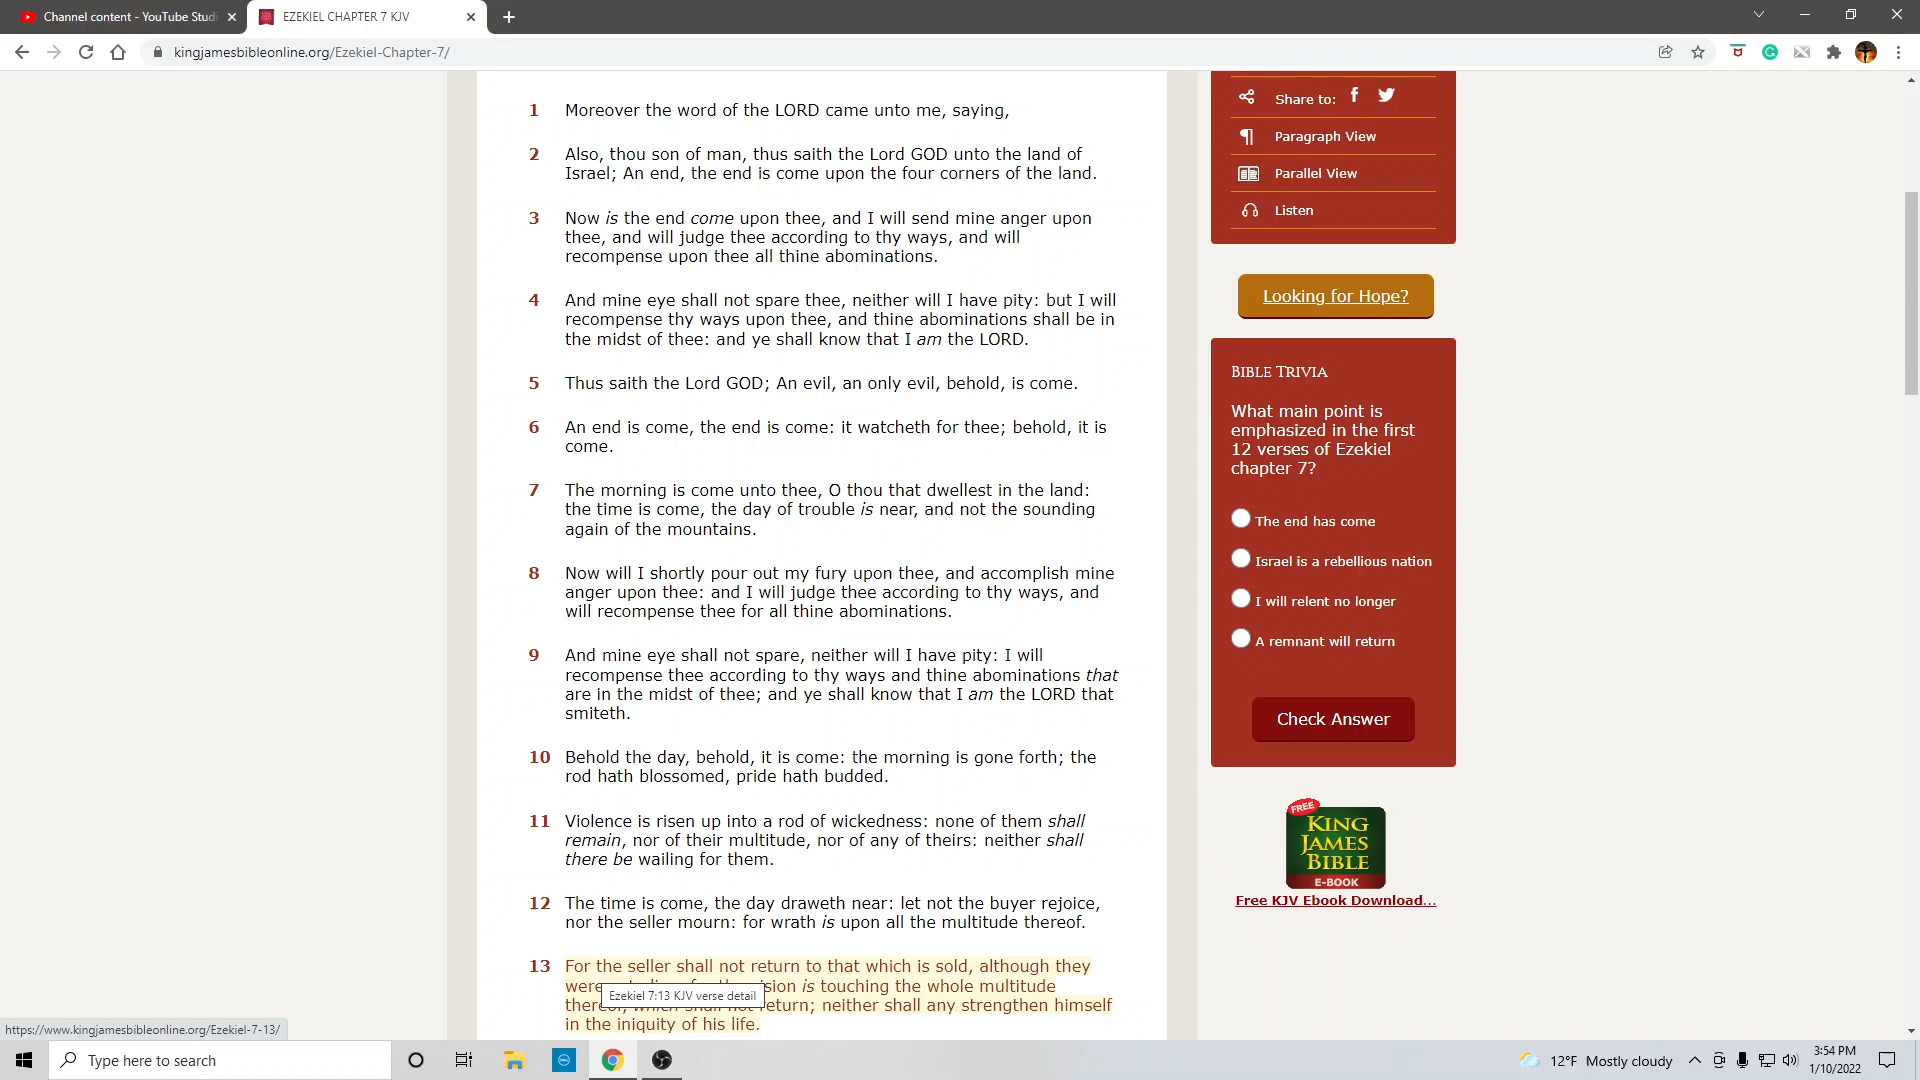 Channel content - YouTube Studi
EZEKIEL CHAPTER 7 KJV
kingjamesbibleonline.org/Ezekiel-Chapter-7/
1 Moreover the word of the LORD came unto me, saying,
2 Also, thou son of man, thus saith the Lord GOD unto the land of
Israel; An end, the end is come upon the four corners of the land.
3 Now is the end come upon thee, and I will send mine anger upon
thee, and will judge thee according to thy ways, and will
recompense upon thee all thine abominations.
4 And mine eye shall not spare thee, neither will I have pity: but I will
recompense thy ways upon thee, and thine abominations shall be in
the midst of thee: and ye shall know that I am the LORD.
5 Thus saith the Lord GOD; An evil, an only evil, behold, is come.
6 An end is come, the end is come: it watcheth for thee; behold, it is
come.
7 The morning is come unto thee, O thou that dwellest in the land:
the time is come, the day of trouble is near, and not the sounding
again of the mountains.
8 Now will I shortly pour out my fury upon thee, and accomplish mine
anger upon thee: and I will judge thee according to thy ways, and
will recompense thee for all thine abominations.
9 And mine eye shall not spare, neither will I have pity: I will
recompense thee according to thy ways and thine abominations that
are in the midst of thee; and ye shall know that I am the LORD that
smiteth.
10 Behold the day, behold, it is come: the morning is gone forth; the
rod hath blossomed, pride hath budded.
11 Violence is risen up into a rod of wickedness: none of them shall
remain, nor of their multitude, nor of any of theirs: neither shall
there be wailing for them.
12 The time is come, the day draweth near: let not the buyer rejoice,
nor the seller mourn: for wrath is upon all the multitude thereof.
13 For the seller shall not return to that which is sold, although they
were is touching the whole multitude
return; neither shall any strengthen himself
in the iniquity of his life.
Ezekiel 7:13 KJV verse detail
Share to:
Paragraph View
Parallel View
Listen
Looking for Hope?
BIBLE TRIVIA
What main point is
emphasized in the first
12 verses of Ezekiel
chapter 7?
The end has come
Israel is a rebellious nation
I will relent no longer
A remnant will return
Check Answer
FREE
KING
JAMES
BIBLE
E-BOOK
Free KJV Ebook Download...
https://www.kingjamesbibleonline.org/Ezekiel-7-13/
Type here to search
12°F Mostly cloudy
3:54 PM
1/10/2022